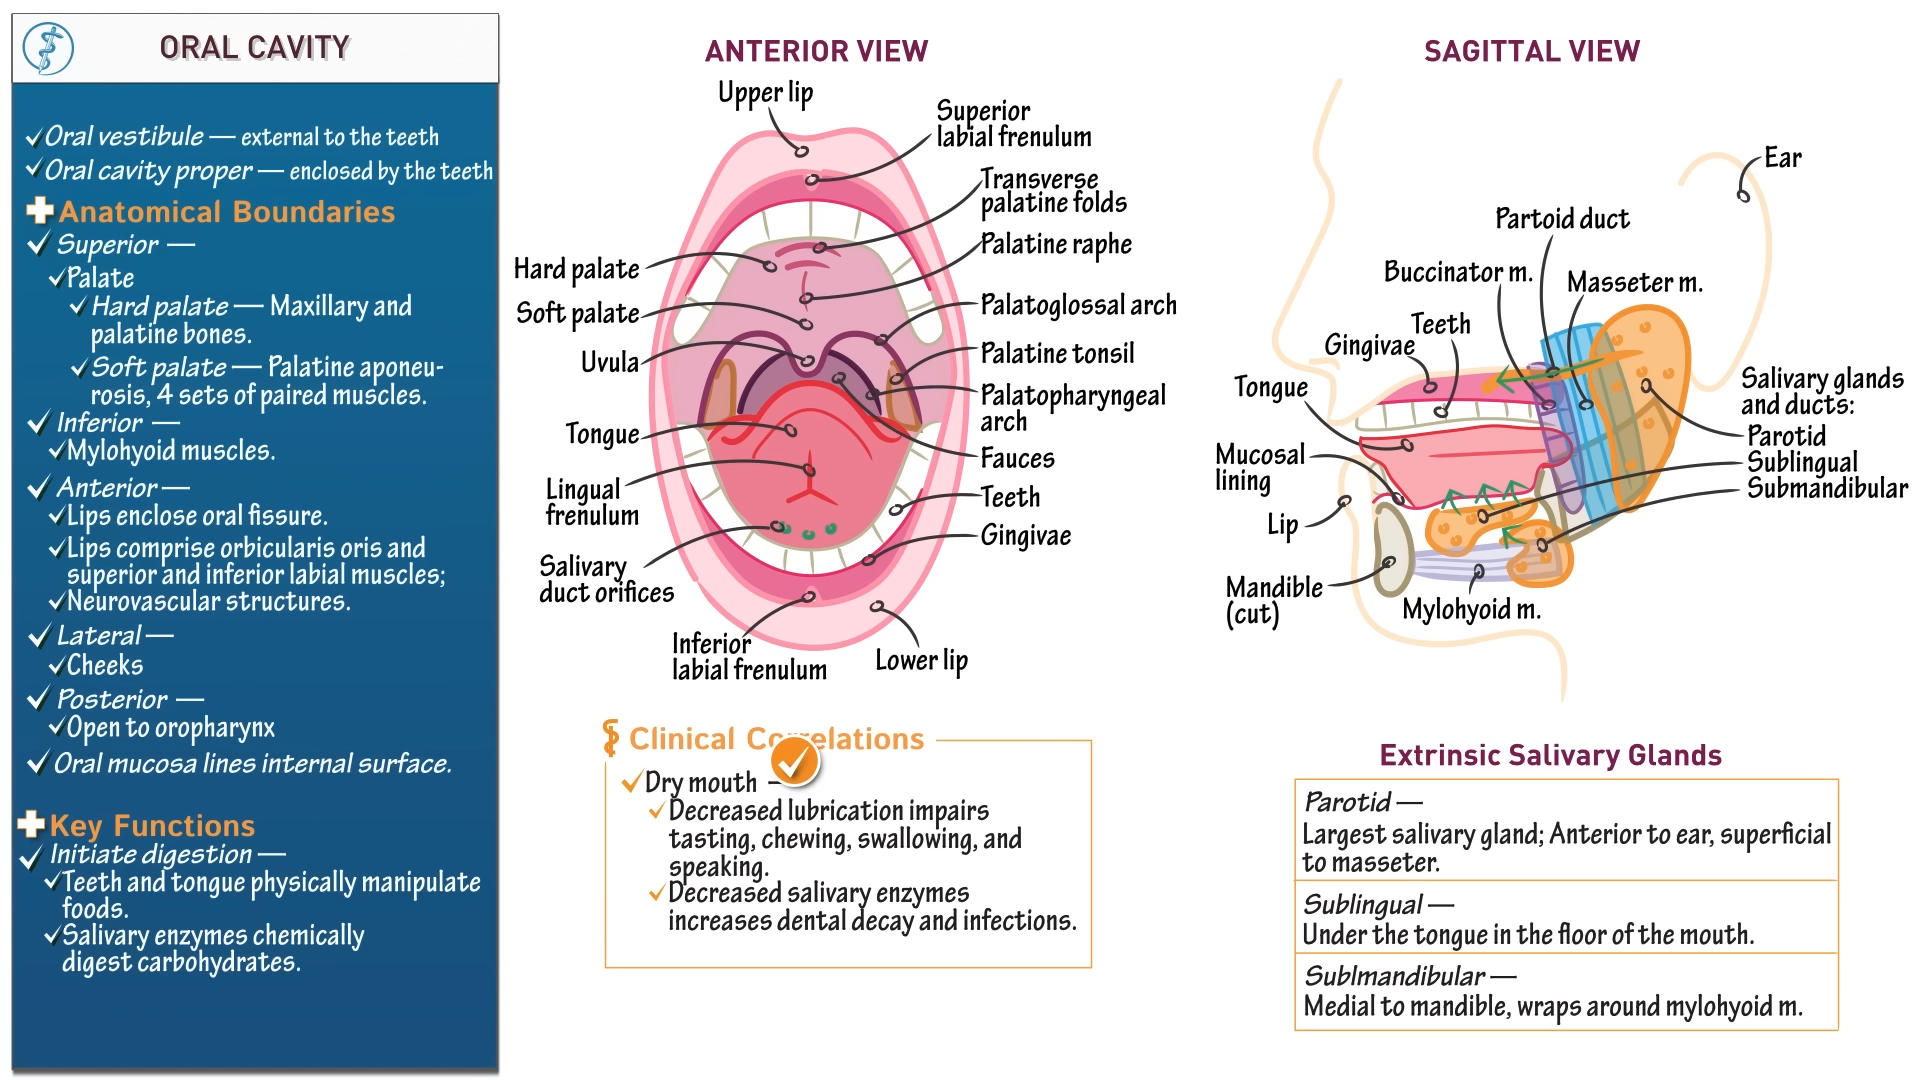 ORAL CAVITY
Oral vestibule — external to the teeth
Oral cavity proper — enclosed by the teeth
Anatomical Boundaries
Superior —
Palate
Hard palate — Maxillary and
palatine bones.
Soft palate — Palatine aponeu-
rosis, 4 sets of paired muscles.
Inferior —
Mylohyoid muscles.
Anterior —
Lips enclose oral fissure.
Lips comprise orbicularis oris and
superior and inferior labial muscles;
Neurovascular structures.
Lateral —
Cheeks
Posterior —
Open to oropharynx
Oral mucosa lines internal surface.
Key Functions
Initiate digestion —
Teeth and tongue physically manipulate
foods.
Salivary enzymes chemically
digest carbohydrates.
ANTERIOR VIEW
Upper lip
Superior
labial frenulum
Transverse
palatine folds
Palatine raphe
Hard palate
Soft palate
Palatoglossal arch
Uvula
Palatine tonsil
Palatopharyngeal
arch
Tongue
Fauces
Lingual
frenulum
Teeth
Gingivae
Salivary
duct orifices
Inferior
labial frenulum
Lower lip
Clinical Correlations
Dry mouth —
Decreased lubrication impairs
tasting, chewing, swallowing, and
speaking.
Decreased salivary enzymes
increases dental decay and infections.
SAGITTAL VIEW
Ear
Partoid duct
Buccinator m.
Masseter m.
Teeth
Gingivae
Tongue
Salivary glands
and ducts:
Parotid
Sublingual
Submandibular
Mucosal
lining
Lip
Mandible
(cut)
Mylohyoid m.
Extrinsic Salivary Glands
Parotid —
Largest salivary gland; Anterior to ear, superficial
to masseter.
Sublingual —
Under the tongue in the floor of the mouth.
Sublmandibular —
Medial to mandible, wraps around mylohyoid m.